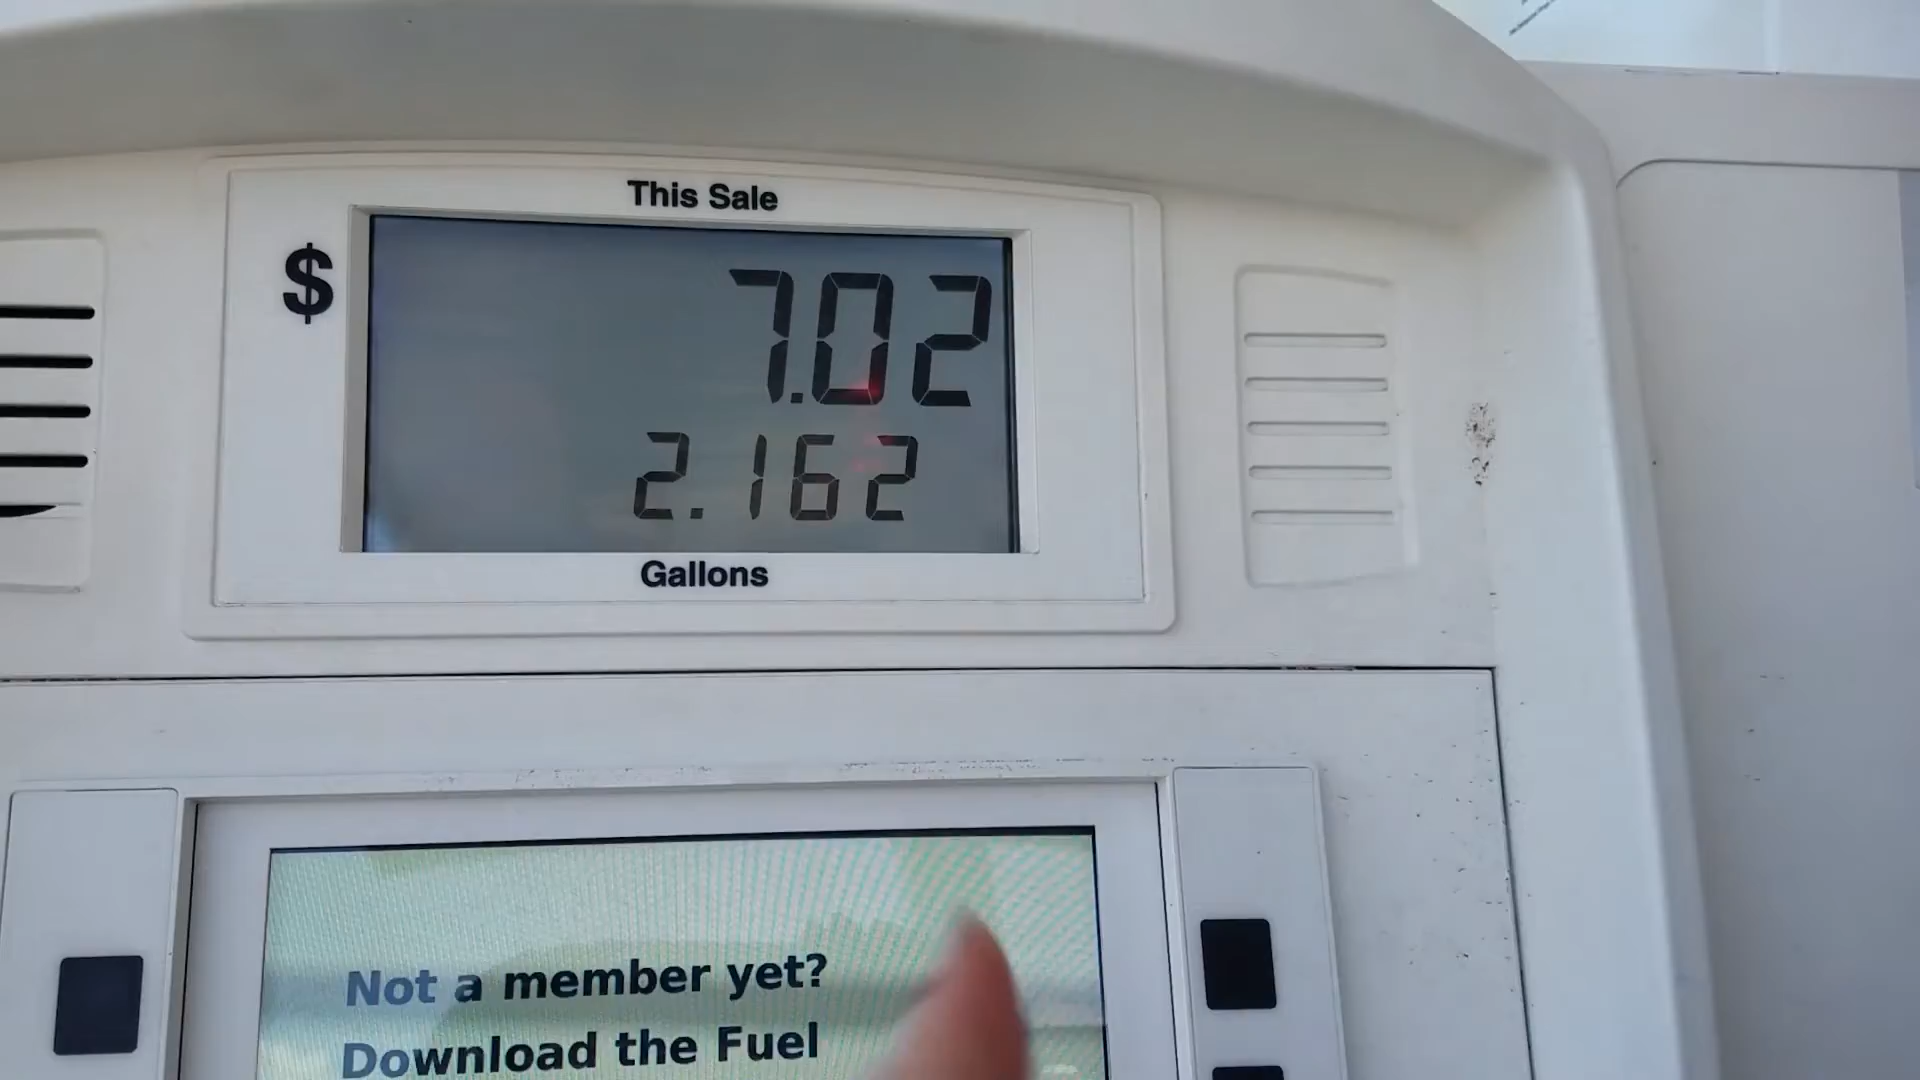 This Sale
$ 7.02
2.162
Gallons
Not a member yet?
Download the Fuel